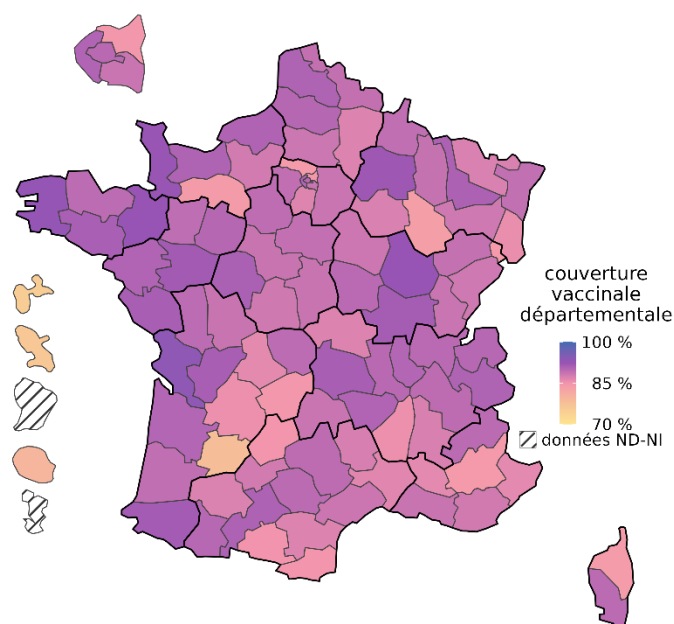 couverture
vaccinale
départementale
100 %
85 %
70 %
données ND-NI